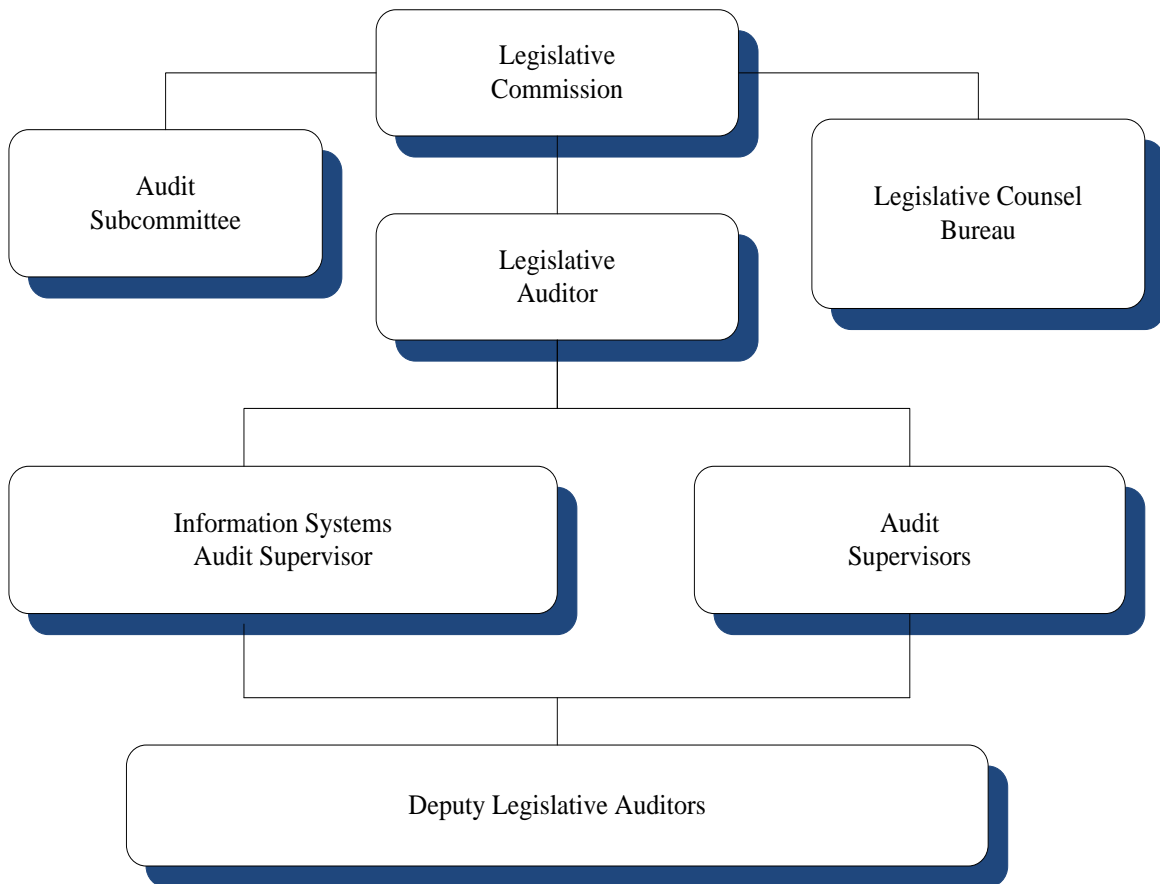 Legislative
Commission
Audit
Subcommittee
Legislative Counsel
Bureau
Legislative
Auditor
Information Systems
Audit Supervisor
Audit
Supervisors
Deputy Legislative Auditors